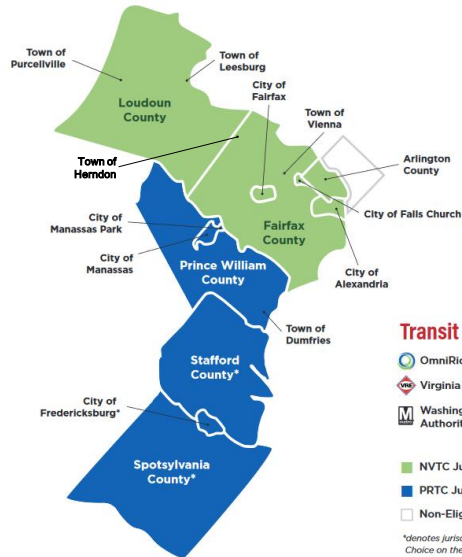 Town of
Purcellville
Town of
Leesburg
City of
Fairfax
Town of
Vienna
Loudoun
County
Town of
Herndon
Arlington
County
City of Falls Church
City of
Manassas Park
Fairfax
County
City of
Manassas
City of
Alexandria
Prince William
County
Town of
Dumfries
Stafford
County*
City of
Fredericksburg*
Spotsylvania
County*
Transit
OmniRi
VRE
Virginia
M
Washing
Authorit
NVTC Ju
PRTC Ju
Non-Elig
*denotes jurisd
Choice on the